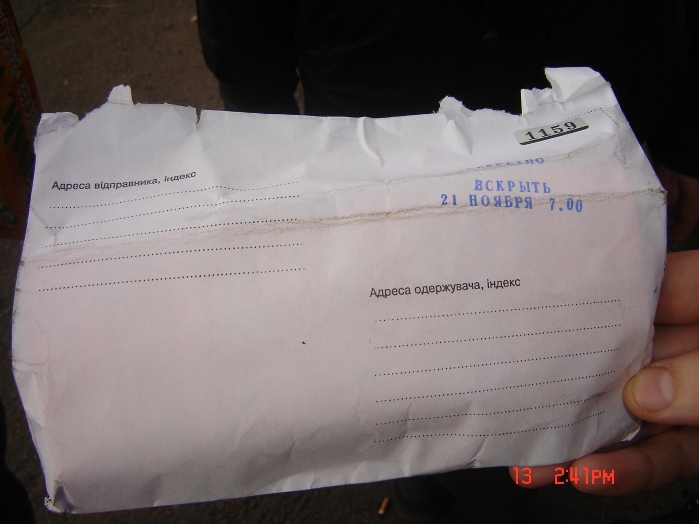 1159
ВСКРЫТЬ
21 НОЯБРЯ 7.00
Адреса відправника, індекс
Адреса одержувача, індекс
13 2:41PM